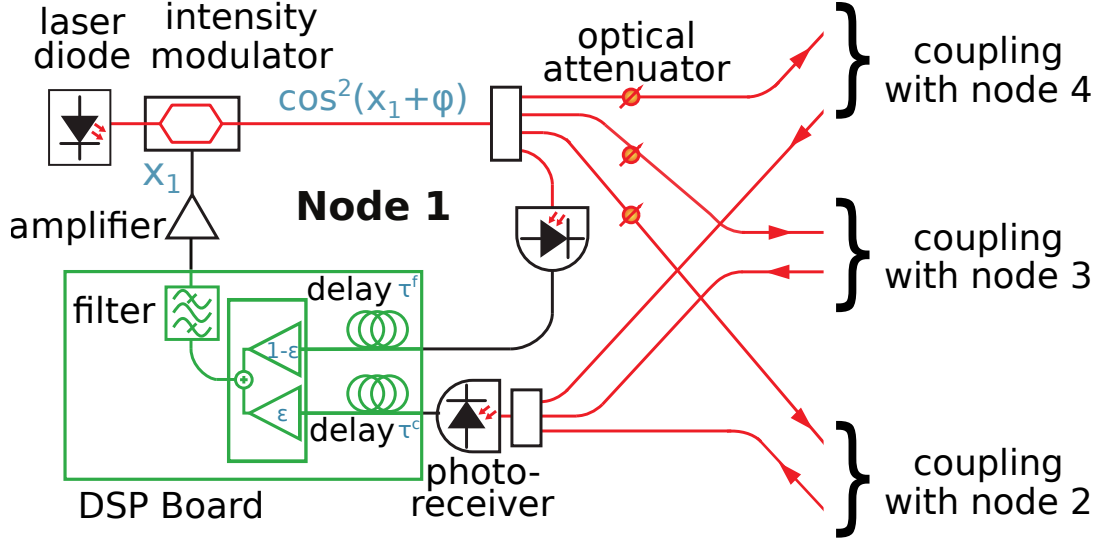 laser
diode
intensity
modulator
cos²(x₁+φ)
optical
attenuator
coupling
with node 4
x₁
Node 1
amplifier
coupling
with node 3
filter
delay τᶠ
1-ε
ε
delay τᶜ
photo-
receiver
DSP Board
coupling
with node 2